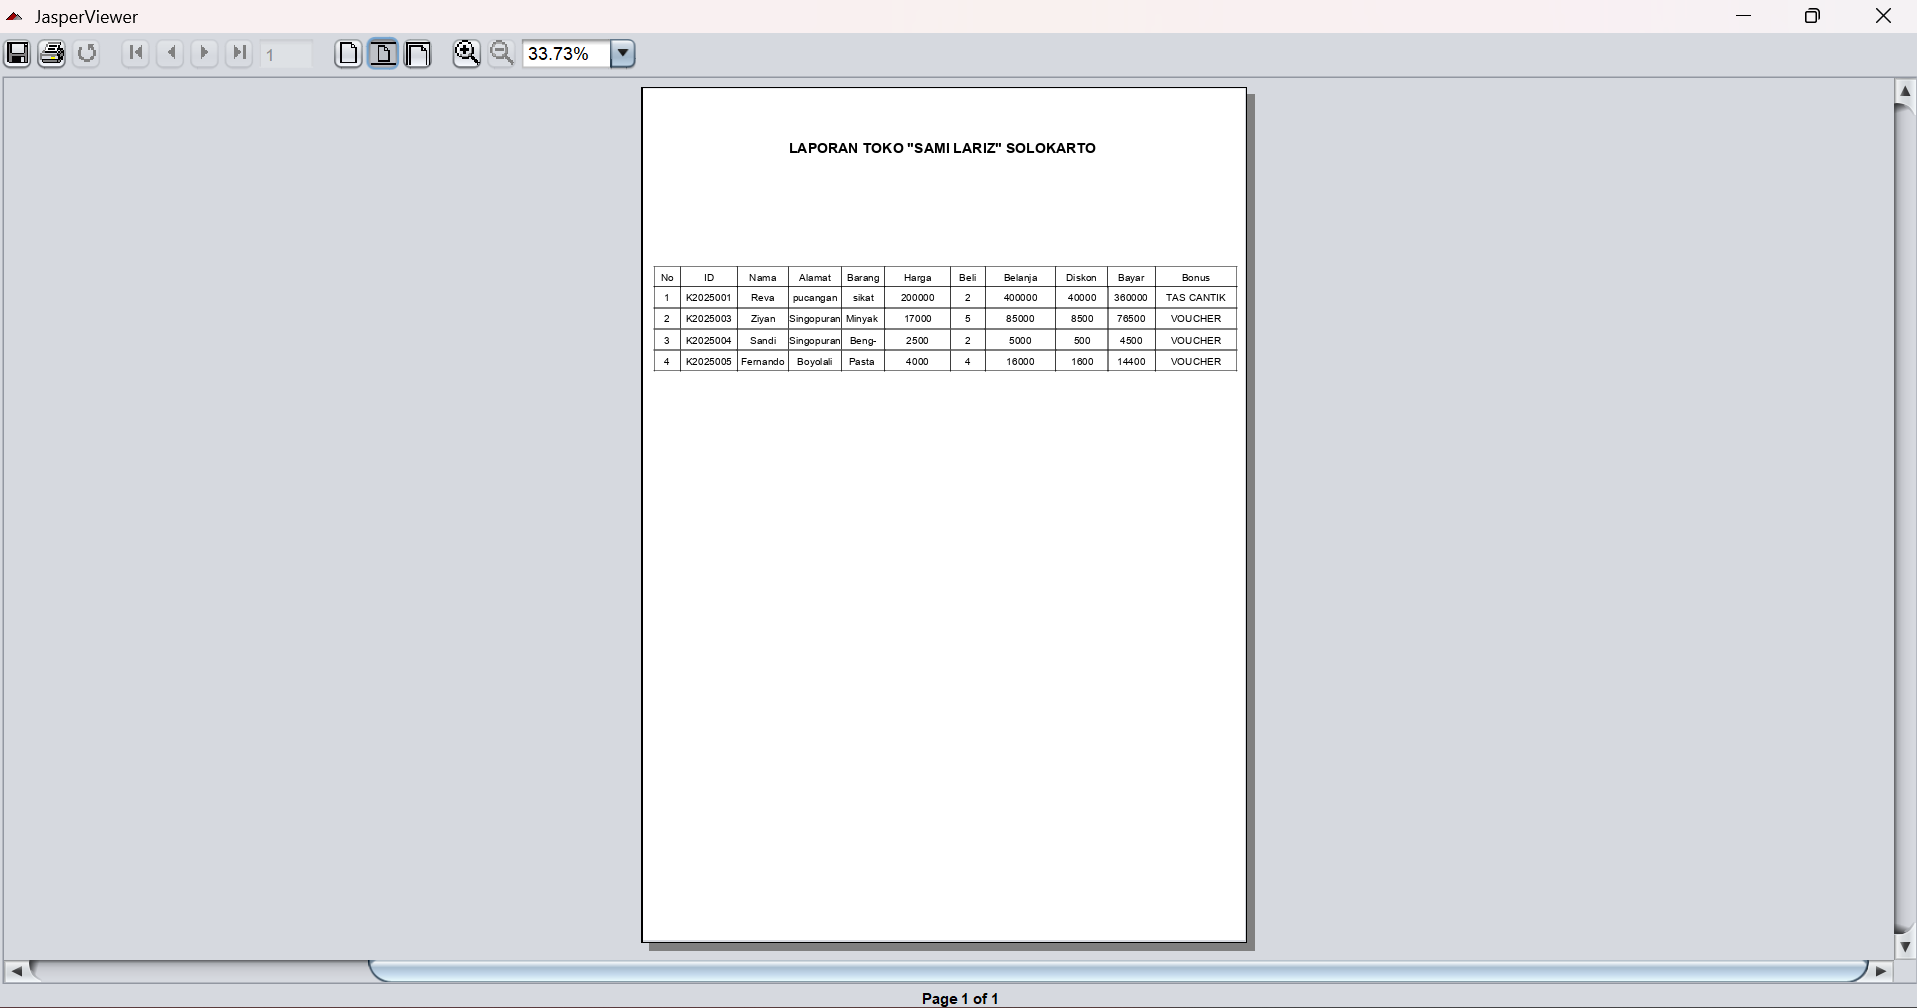 JasperViewer
1 33.73%
LAPORAN TOKO "SAMI LARIZ" SOLOKARTO
No ID Nama Alamat Barang Harga Beli Belanja Diskon Bayar Bonus
1 K2025001 Reva pucangan sikat 200000 2 400000 40000 360000 TAS CANTIK
2 K2025003 Ziyan Singopuran Minyak 17000 5 85000 8500 76500 VOUCHER
3 K2025004 Sandi Singopuran Beng- 2500 2 5000 500 4500 VOUCHER
4 K2025005 Fernando Boyolali Pasta 4000 4 16000 1600 14400 VOUCHER
Page 1 of 1